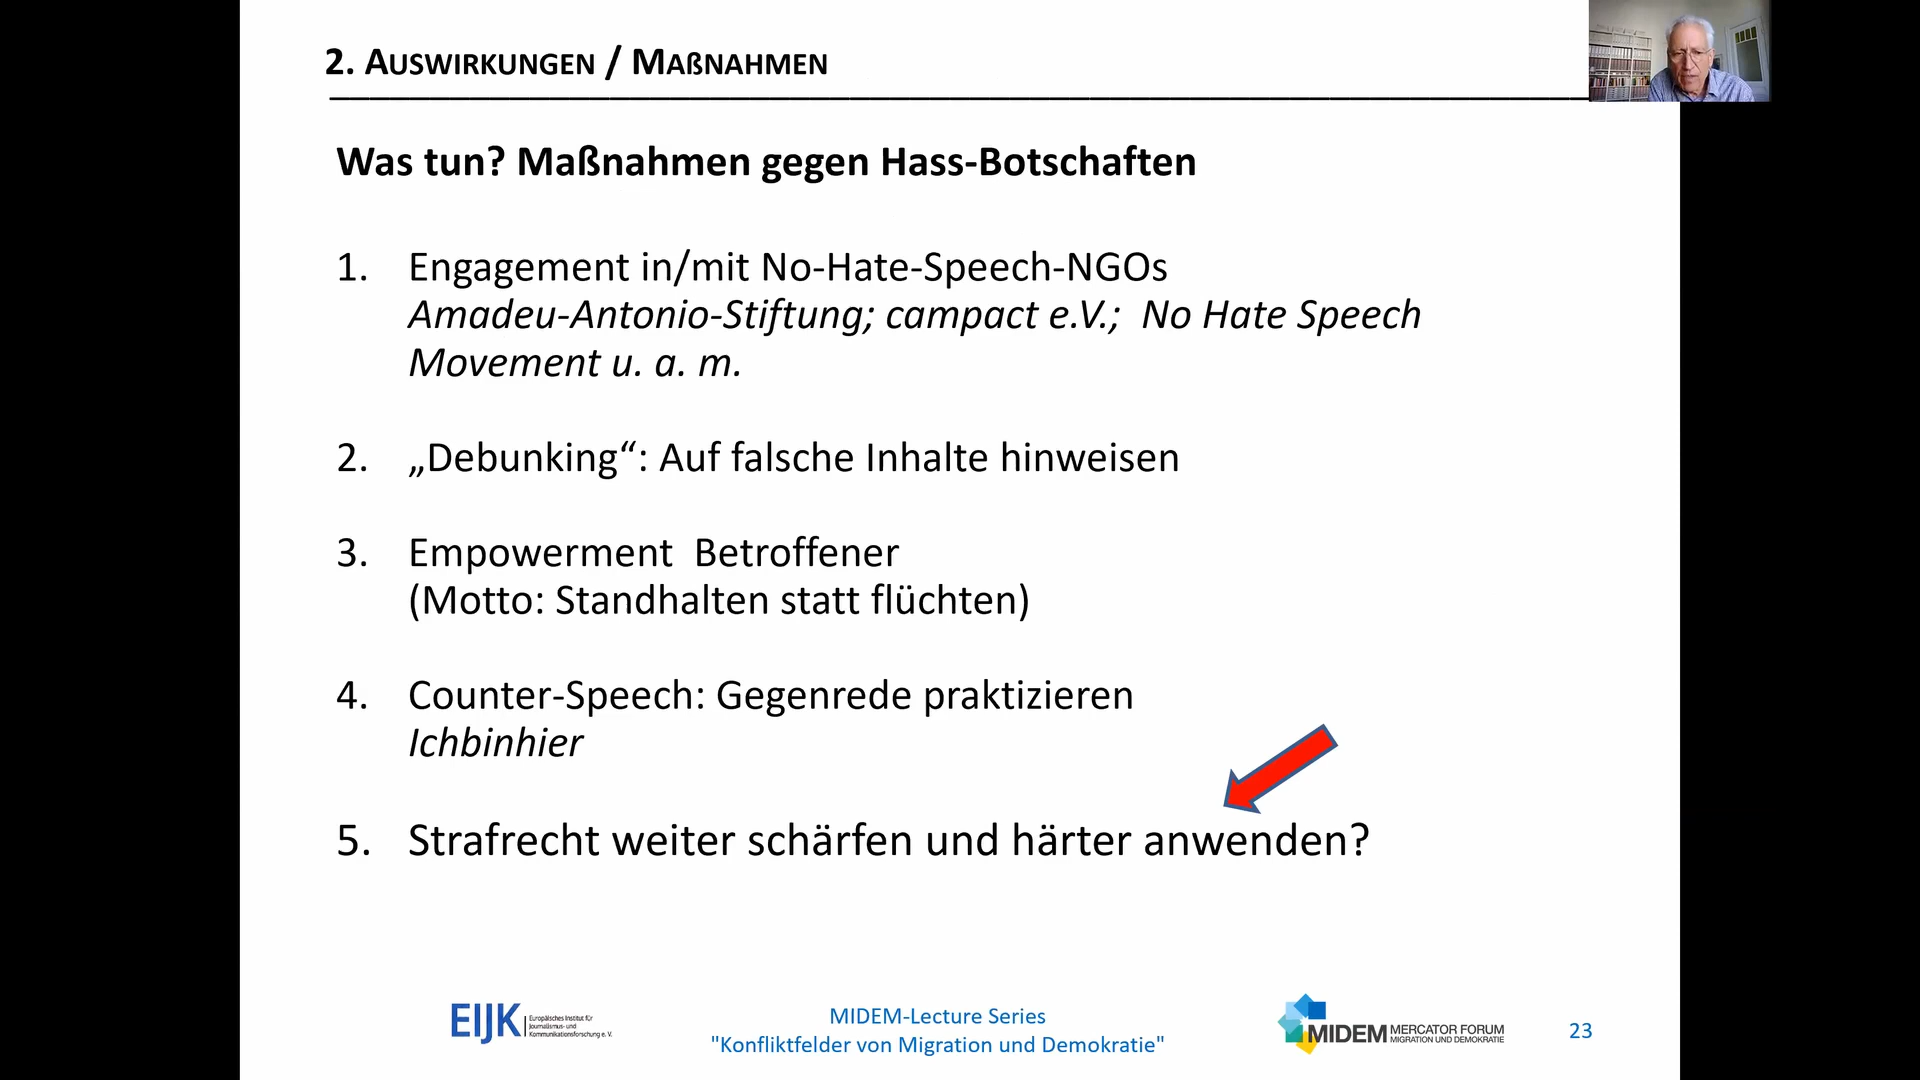 2. AUSWIRKUNGEN / MAßNAHMEN
Was tun? Maßnahmen gegen Hass-Botschaften
1. Engagement in/mit No-Hate-Speech-NGOs
Amadeu-Antonio-Stiftung; campact e.V.; No Hate Speech
Movement u. a. m.
2. „Debunking“: Auf falsche Inhalte hinweisen
3. Empowerment Betroffener
(Motto: Standhalten statt flüchten)
4. Counter-Speech: Gegenrede praktizieren
Ichbinhier
5. Strafrecht weiter schärfen und härter anwenden?
EIJK
Europäisches Institut für
Journalismus- und
Kommunikationsforschung e. V.
MIDEM-Lecture Series
"Konfliktfelder von Migration und Demokratie"
MIDEM MERCATOR FORUM
MIGRATION UND DEMOKRATIE
23